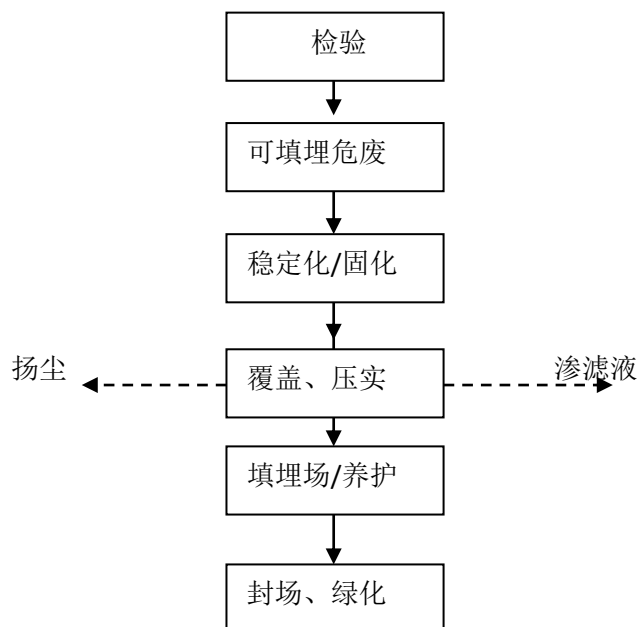 检验
可填埋危废
稳定化/固化
扬尘
覆盖、压实
渗滤液
填埋场/养护
封场、绿化